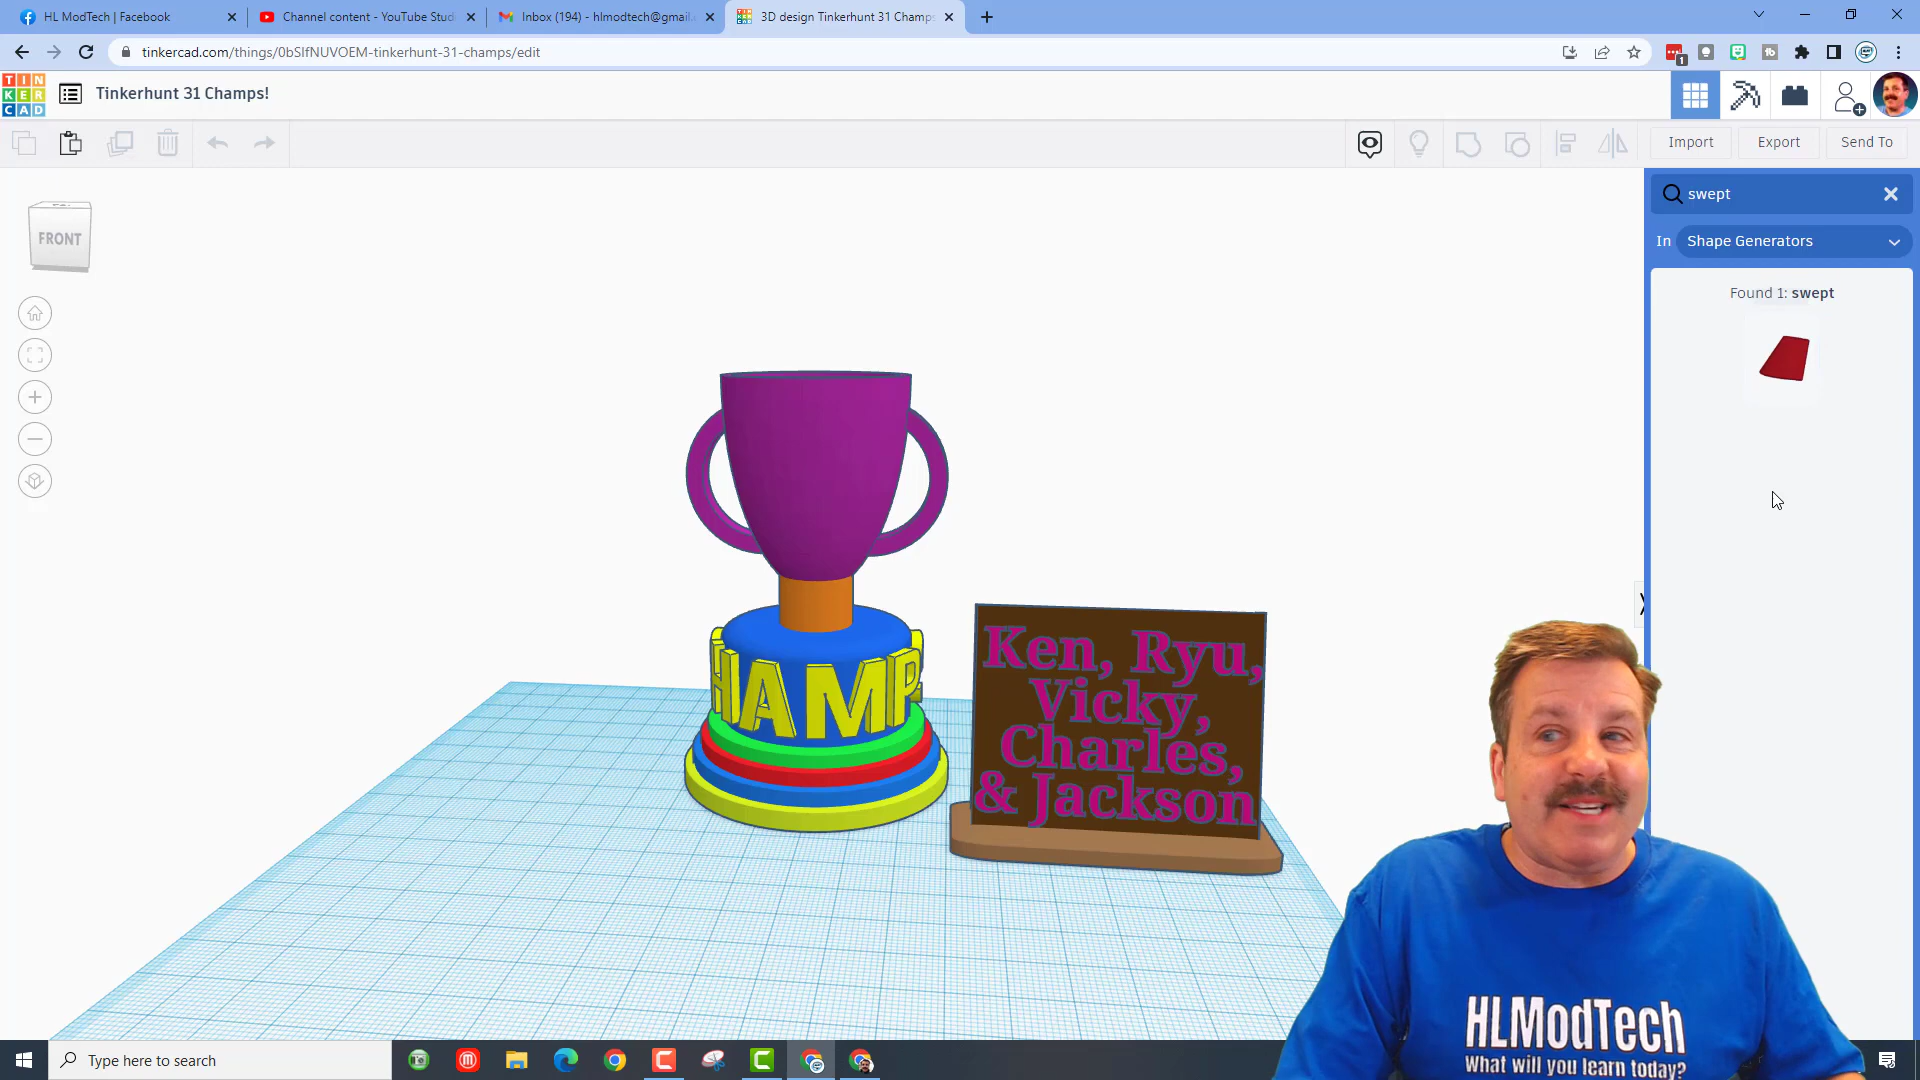 HL ModTech | Facebook
Channel content - YouTube Stud
Inbox (194) - hlmodtech@gmail.
3D design Tinkerhunt 31 Champs
tinkercad.com/things/0bSlfNUVOEM-tinkerhunt-31-champs/edit
1
TIN
KER
CAD
Tinkerhunt 31 Champs!
Import
Export
Send To
swept
In
Shape Generators
Found 1: swept
FRONT
HAMP
Ken, Ryu,
Vicky,
Charles,
& Jackson
HLModTech
What will you learn today?
Type here to search